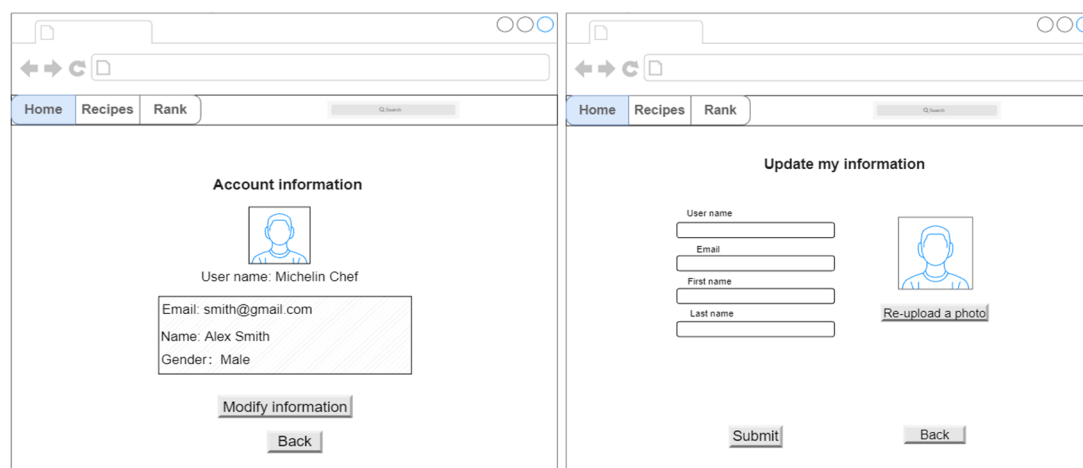 Home Recipes Rank Search
Account information
User name: Michelin Chef
Email: smith@gmail.com
Name: Alex Smith
Gender: Male
Modify information
Back
Home Recipes Rank Search
Update my information
User name
Email
First name
Last name
Re-upload a photo
Submit Back